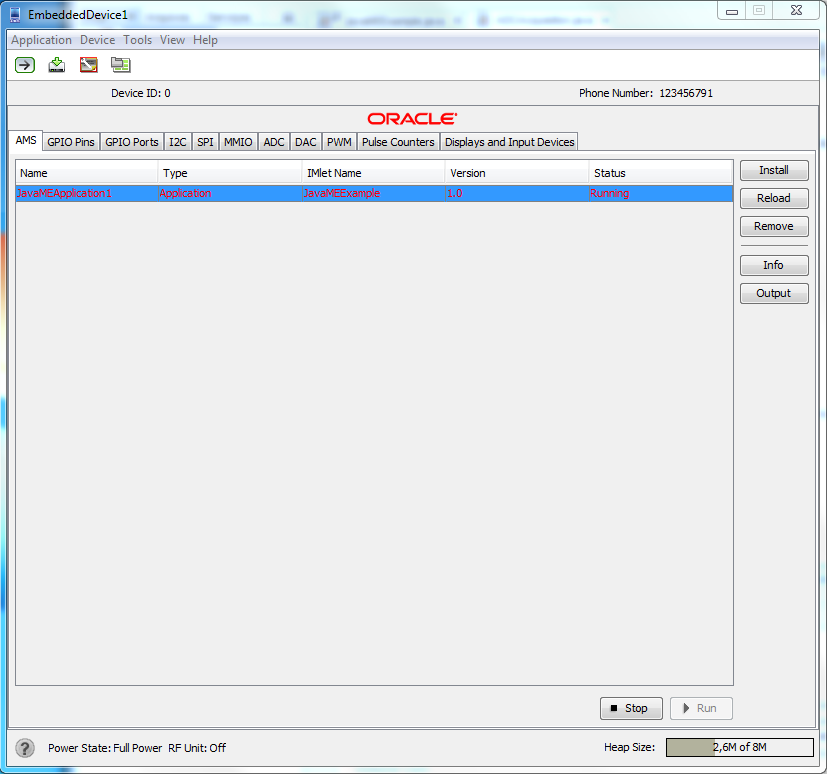 EmbeddedDevice1
Application Device Tools View Help
Device ID: 0 Phone Number: 123456791
ORACLE
AMS GPIO Pins GPIO Ports I2C SPI MMIO ADC DAC PWM Pulse Counters Displays and Input Devices
Name Type IMlet Name Version Status
JavaMEApplication1 Application JavaMEExample 1.0 Running
Install
Reload
Remove
Info
Output
Stop Run
? Power State: Full Power RF Unit: Off Heap Size: 2,6M of 8M